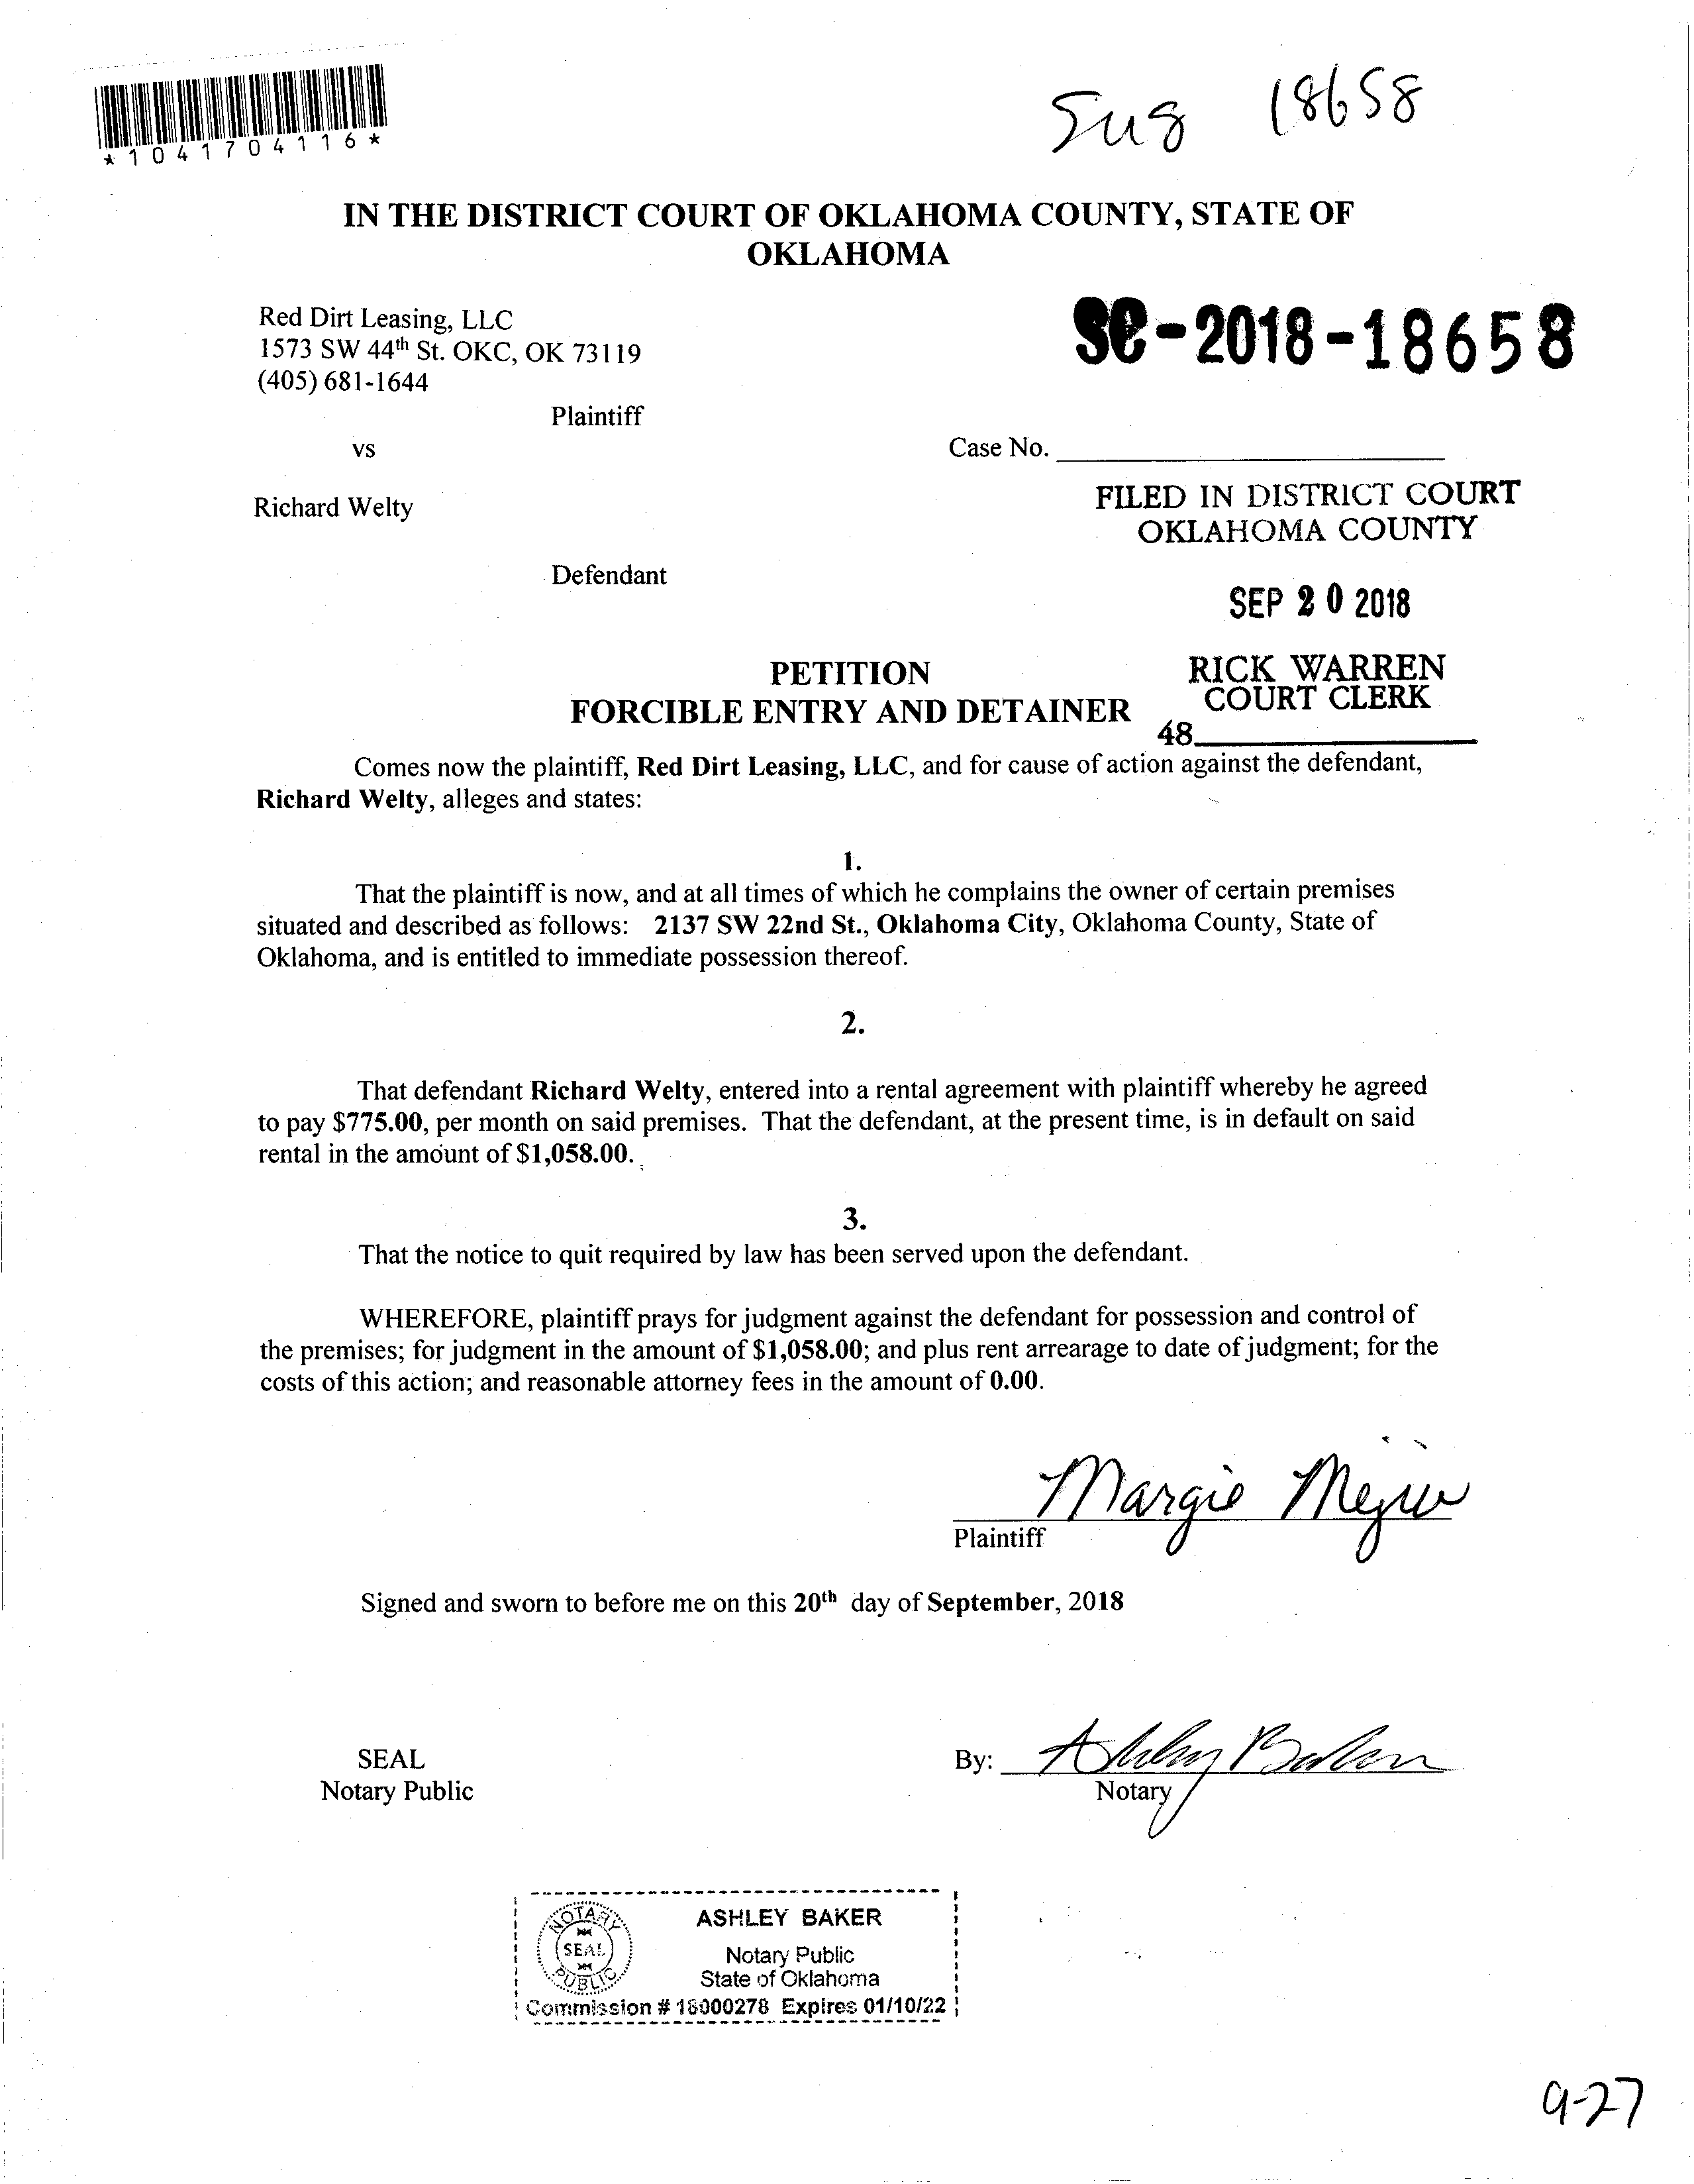 *1041704116*
18658
IN THE DISTRICT COURT OF OKLAHOMA COUNTY, STATE OF
OKLAHOMA
Red Dirt Leasing, LLC
1573 SW 44th St. OKC, OK 73119
(405) 681-1644
SC-2018-18658
Plaintiff
vs
Case No.
Richard Welty
FILED IN DISTRICT COURT
OKLAHOMA COUNTY
Defendant
SEP 20 2018
PETITION
RICK WARREN
COURT CLERK
FORCIBLE ENTRY AND DETAINER
48
Comes now the plaintiff, Red Dirt Leasing, LLC, and for cause of action against the defendant,
Richard Welty, alleges and states:
1.
That the plaintiff is now, and at all times of which he complains the owner of certain premises
situated and described as follows: 2137 SW 22nd St., Oklahoma City, Oklahoma County, State of
Oklahoma, and is entitled to immediate possession thereof.
2.
That defendant Richard Welty, entered into a rental agreement with plaintiff whereby he agreed
to pay $775.00, per month on said premises. That the defendant, at the present time, is in default on said
rental in the amount of $1,058.00.
3.
That the notice to quit required by law has been served upon the defendant.
WHEREFORE, plaintiff prays for judgment against the defendant for possession and control of
the premises; for judgment in the amount of $1,058.00; and plus rent arrearage to date of judgment; for the
costs of this action; and reasonable attorney fees in the amount of 0.00.
Margie
Plaintiff
Signed and sworn to before me on this 20th day of September, 2018
SEAL
Notary Public
By: Ashley Baker
Notary
NOTARY
SEAL
PUBLIC
ASHLEY BAKER
Notary Public
State of Oklahoma
Commission # 18000278 Expires 01/10/22
9-27